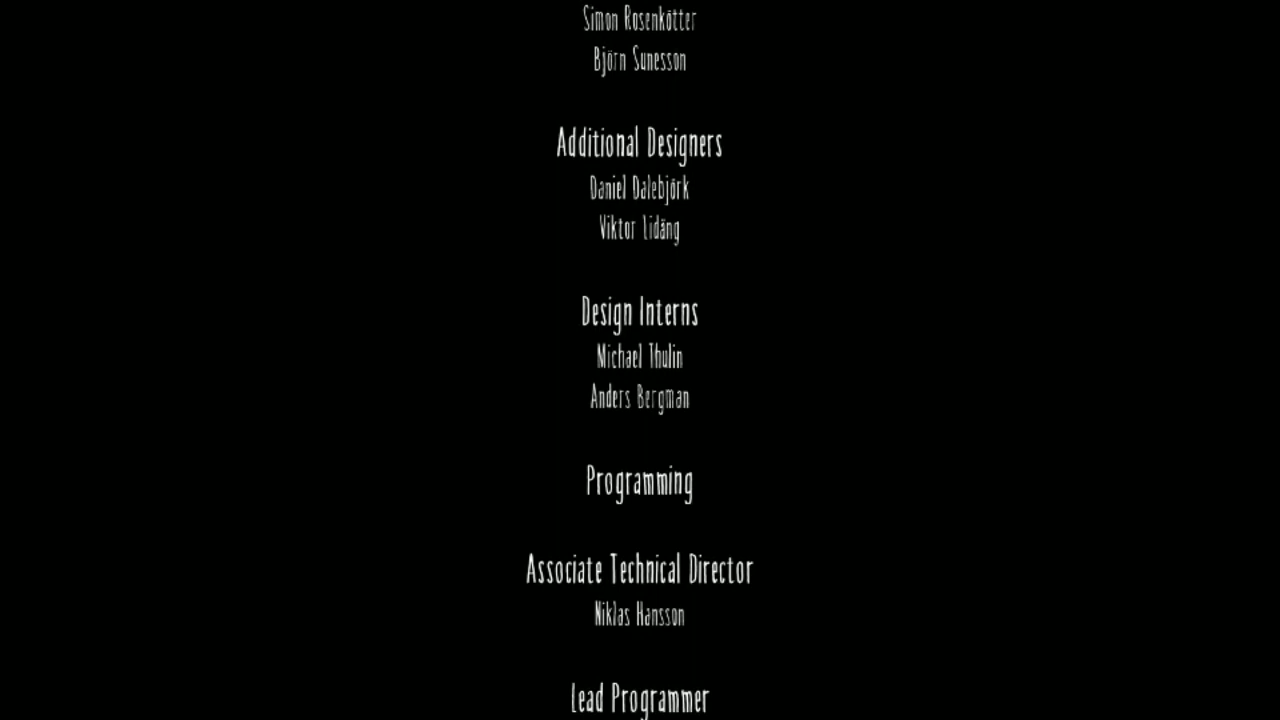 Simon Rosenkötter
Björn Sunesson
Additional Designers
Daniel Dalebjörk
Viktor Lidäng
Design Interns
Michael Thulin
Anders Bergman
Programming
Associate Technical Director
Niklas Hansson
Lead Programmer